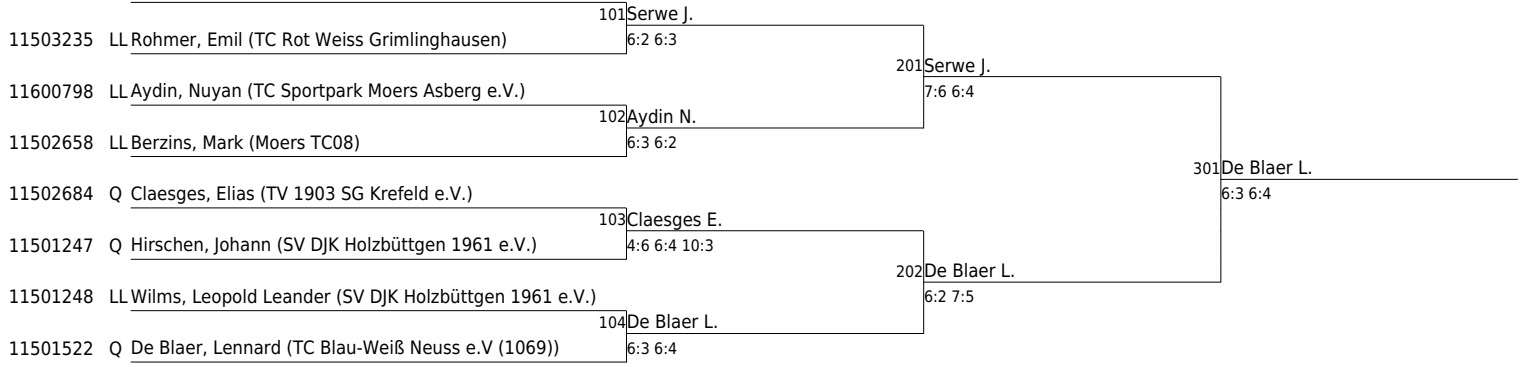 101 Serwe J.
11503235 LL Rohmer, Emil (TC Rot Weiss Grimlinghausen) 6:2 6:3
201 Serwe J.
11600798 LL Aydin, Nuyan (TC Sportpark Moers Asberg e.V.) 7:6 6:4
102 Aydin N.
11502658 LL Berzins, Mark (Moers TC08) 6:3 6:2
301 De Blaer L.
11502684 Q Claesges, Elias (TV 1903 SG Krefeld e.V.) 6:3 6:4
103 Claesges E.
11501247 Q Hirschen, Johann (SV DJK Holzbüttgen 1961 e.V.) 4:6 6:4 10:3
202 De Blaer L.
11501248 LL Wilms, Leopold Leander (SV DJK Holzbüttgen 1961 e.V.) 6:2 7:5
104 De Blaer L.
11501522 Q De Blaer, Lennard (TC Blau-Weiß Neuss e.V (1069)) 6:3 6:4